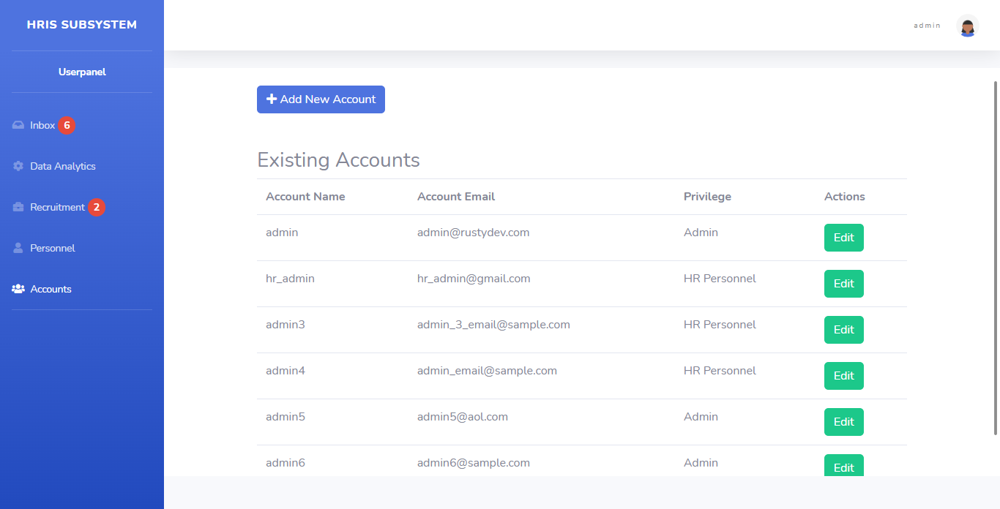 HRIS SUBSYSTEM
admin
Userpanel
Inbox 6
Data Analytics
Recruitment 2
Personnel
Accounts
Add New Account
Existing Accounts
Account Name Account Email Privilege Actions
admin admin@rustydev.com Admin Edit
hr_admin hr_admin@gmail.com HR Personnel Edit
admin3 admin_3_email@sample.com HR Personnel Edit
admin4 admin_email@sample.com HR Personnel Edit
admin5 admin5@aol.com Admin Edit
admin6 admin6@sample.com Admin Edit